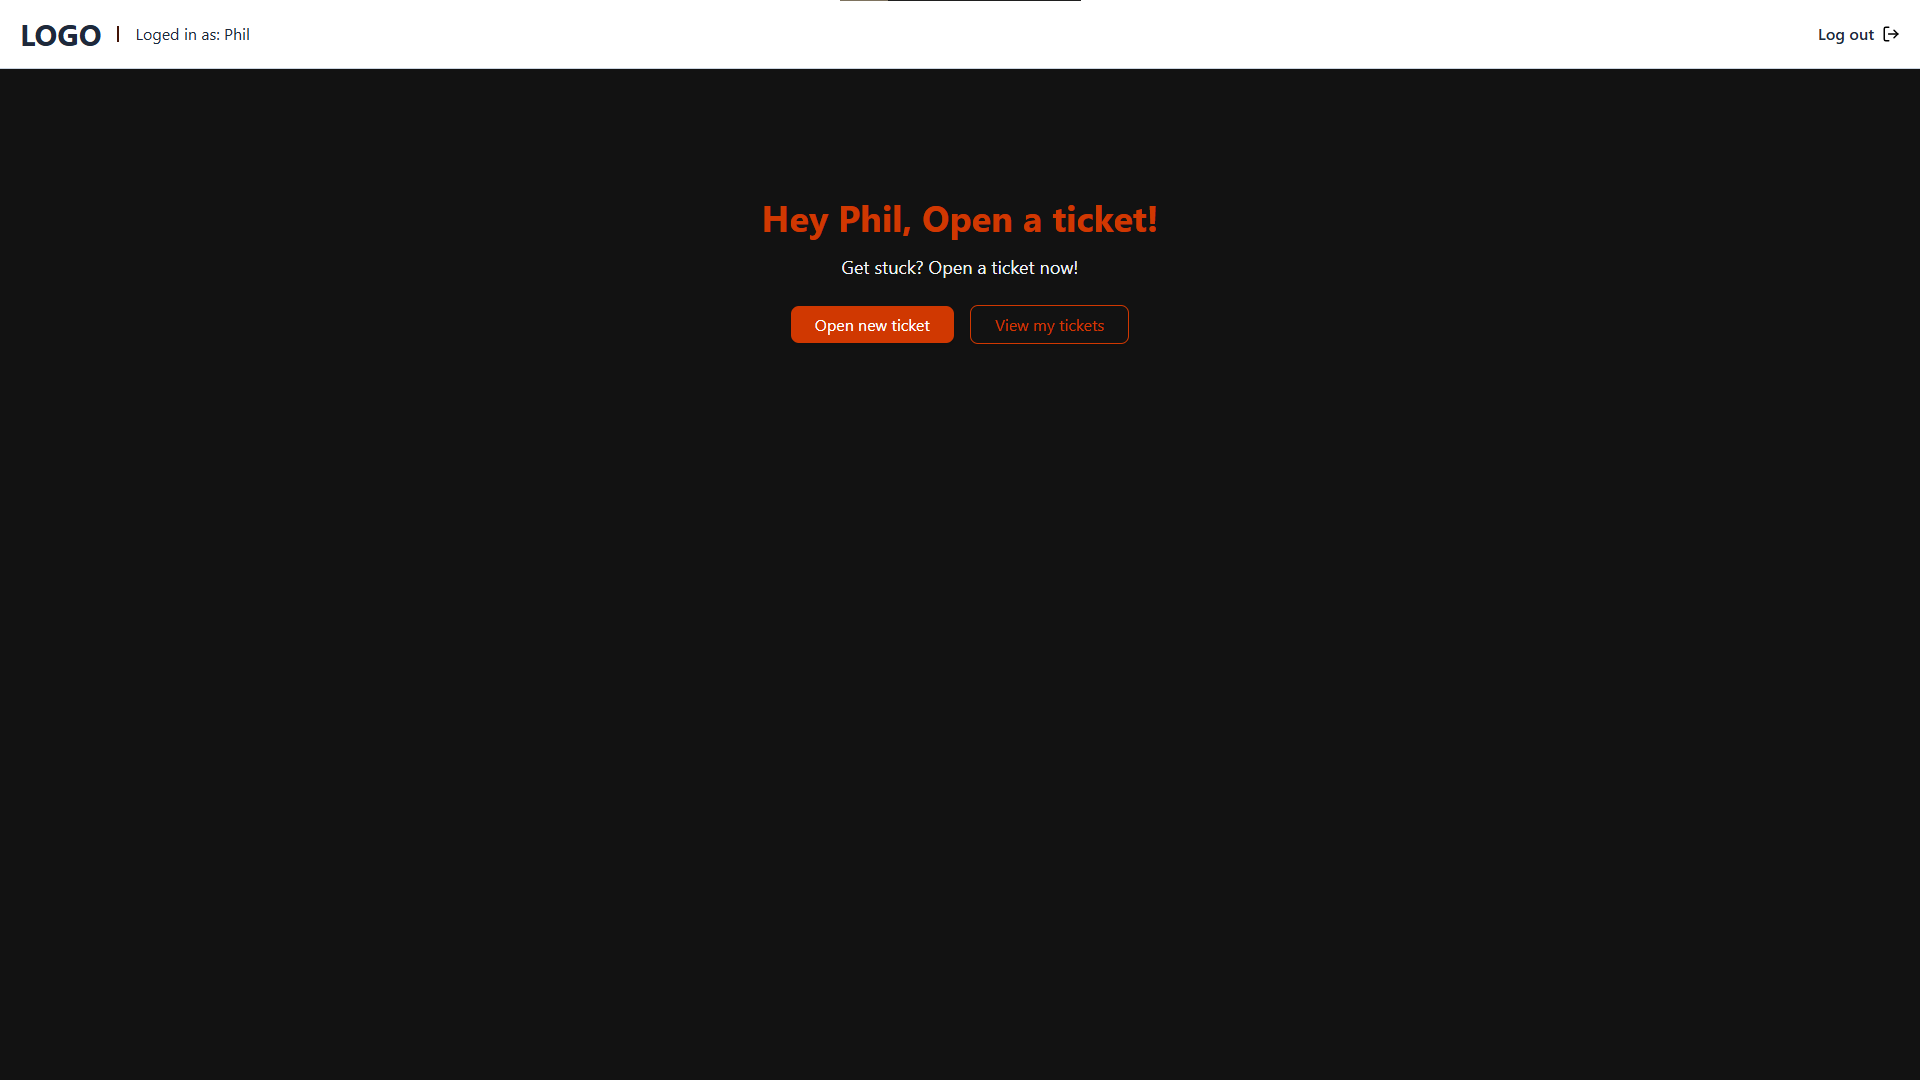 LOGO
Loged in as: Phil
Log out
Hey Phil, Open a ticket!
Get stuck? Open a ticket now!
Open new ticket
View my tickets